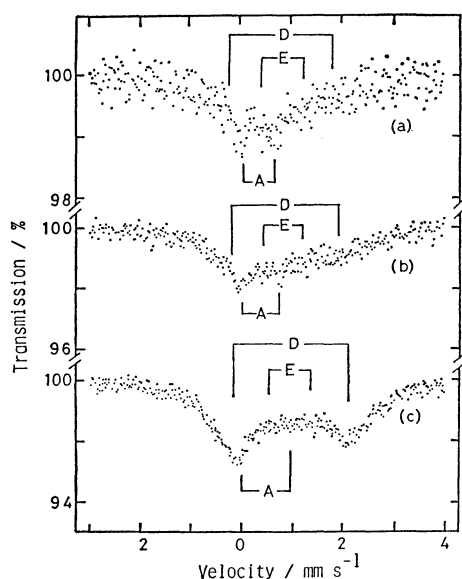 D
E
100
(a)
98
A
D
E
100
(b)
A
96
D
E
100
(c)
A
94
2 0 2 4
Velocity / mm s⁻¹
Transmission / %